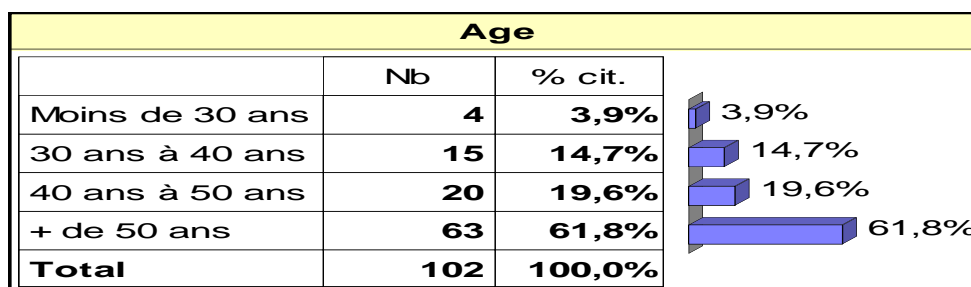 Age
Nb % cit.
Moins de 30 ans 4 3,9% 3,9%
30 ans à 40 ans 15 14,7% 14,7%
40 ans à 50 ans 20 19,6% 19,6%
+ de 50 ans 63 61,8% 61,8%
Total 102 100,0%